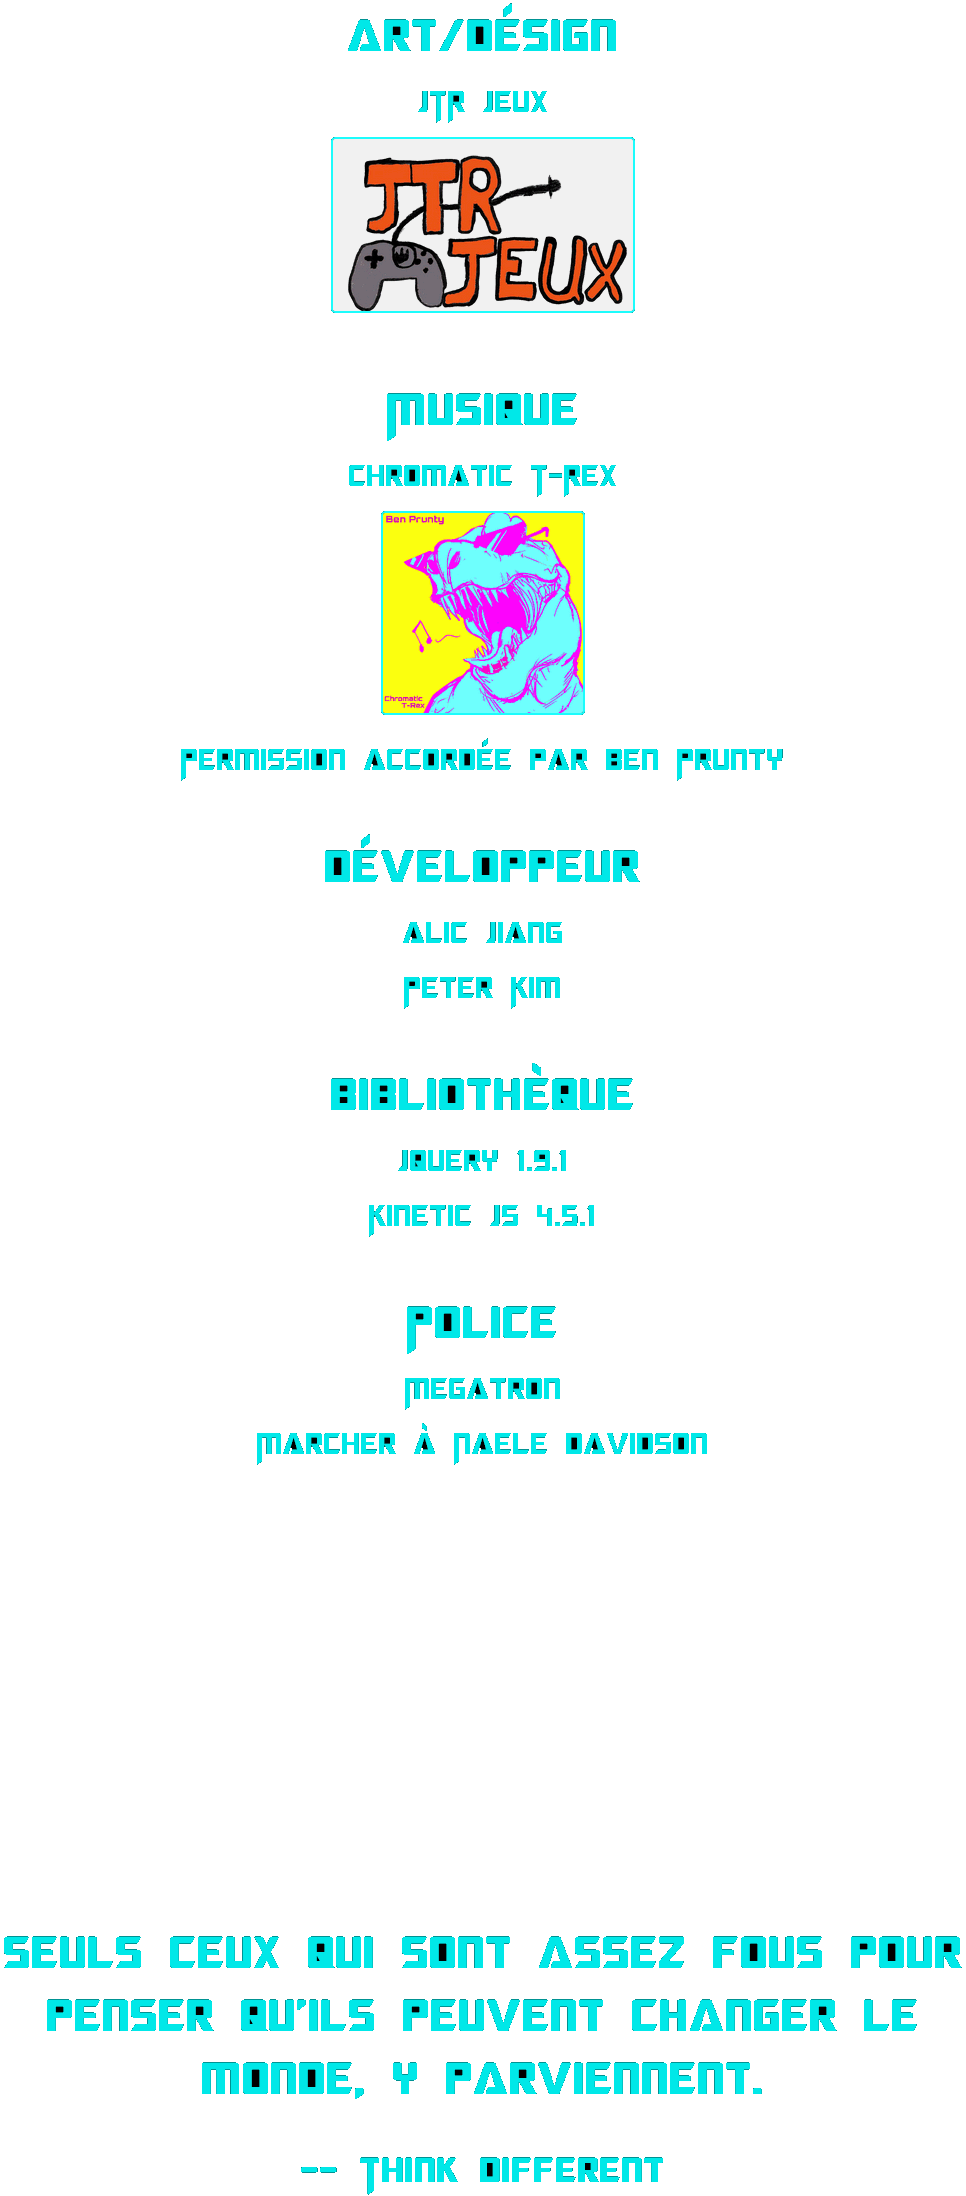 ART/DÉSIGN
JTR JEUX
JTR
JEUX
MUSIQUE
CHROMATIC T-REX
Ben Prunty
Chromatic
T-Rex
PERMISSION ACCORDÉE PAR BEN PRUNTY
DÉVELOPPEUR
ALIC JIANG
PETER KIM
BIBLIOTHÈQUE
JQUERY 1.9.1
KINETIC JS 4.5.1
POLICE
MEGATRON
MARCHER À NAELE DAVIDSON
SEULS CEUX QUI SONT ASSEZ FOUS POUR
PENSER QU'ILS PEUVENT CHANGER LE
MONDE, Y PARVIENNENT.
-- THINK DIFFERENT